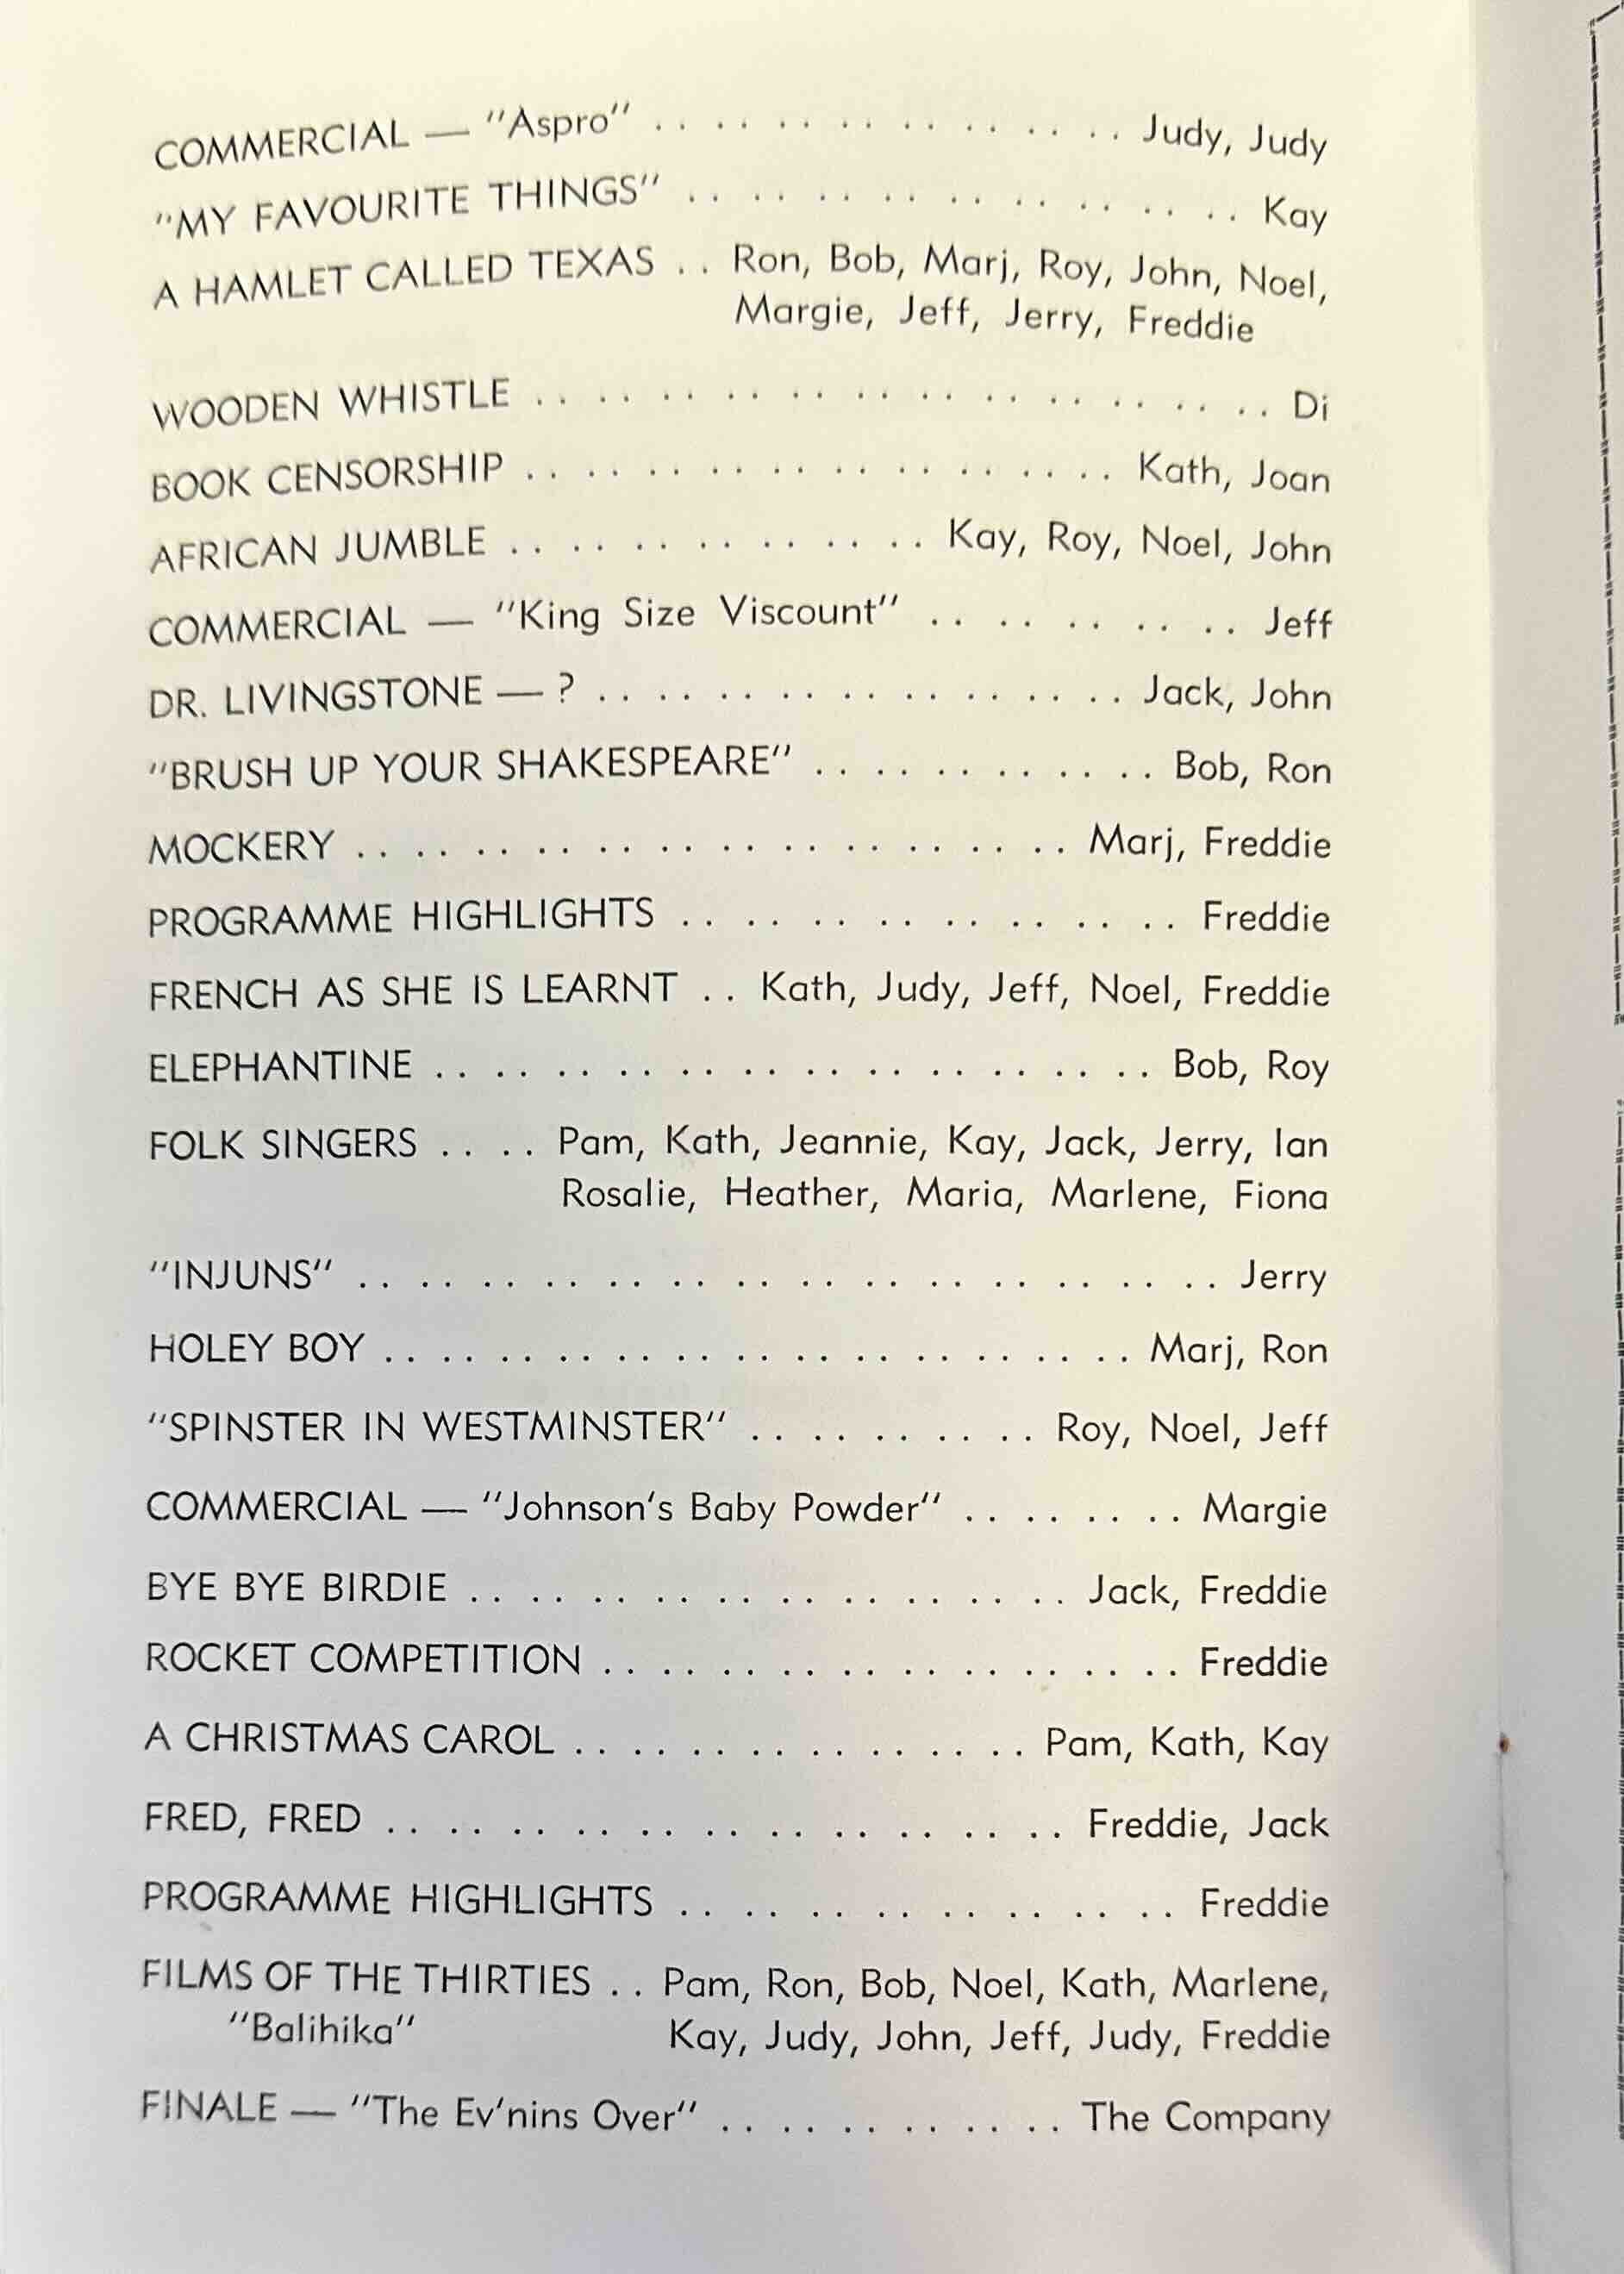 COMMERCIAL — "Aspro" . . . . . . . . . . . . . . . . Judy, Judy
"MY FAVOURITE THINGS" . . . . . . . . . . . . . . . . Kay
A HAMLET CALLED TEXAS . . Ron, Bob, Marj, Roy, John, Noel,
Margie, Jeff, Jerry, Freddie
WOODEN WHISTLE . . . . . . . . . . . . . . . . . . . . Di
BOOK CENSORSHIP . . . . . . . . . . . . . . . . . . Kath, Joan
AFRICAN JUMBLE . . . . . . . . . . . . . . Kay, Roy, Noel, John
COMMERCIAL — "King Size Viscount" . . . . . . . . . . Jeff
DR. LIVINGSTONE — ? . . . . . . . . . . . . . . . . . . Jack, John
"BRUSH UP YOUR SHAKESPEARE" . . . . . . . . . . . . Bob, Ron
MOCKERY . . . . . . . . . . . . . . . . . . . . . . . . Marj, Freddie
PROGRAMME HIGHLIGHTS . . . . . . . . . . . . . . . . Freddie
FRENCH AS SHE IS LEARNT . . Kath, Judy, Jeff, Noel, Freddie
ELEPHANTINE . . . . . . . . . . . . . . . . . . . . . . . . Bob, Roy
FOLK SINGERS . . . . Pam, Kath, Jeannie, Kay, Jack, Jerry, Ian
Rosalie, Heather, Maria, Marlene, Fiona
"INJUNS" . . . . . . . . . . . . . . . . . . . . . . . . . . . . Jerry
HOLEY BOY . . . . . . . . . . . . . . . . . . . . . . . . . . Marj, Ron
"SPINSTER IN WESTMINSTER" . . . . . . . . . . Roy, Noel, Jeff
COMMERCIAL — "Johnson's Baby Powder" . . . . . . . . Margie
BYE BYE BIRDIE . . . . . . . . . . . . . . . . . . . . Jack, Freddie
ROCKET COMPETITION . . . . . . . . . . . . . . . . . . . . Freddie
A CHRISTMAS CAROL . . . . . . . . . . . . . . . . Pam, Kath, Kay
FRED, FRED . . . . . . . . . . . . . . . . . . . . . . Freddie, Jack
PROGRAMME HIGHLIGHTS . . . . . . . . . . . . . . . . Freddie
FILMS OF THE THIRTIES . . Pam, Ron, Bob, Noel, Kath, Marlene,
"Balihika" Kay, Judy, John, Jeff, Judy, Freddie
FINALE — "The Ev'nins Over" . . . . . . . . . . . . The Company